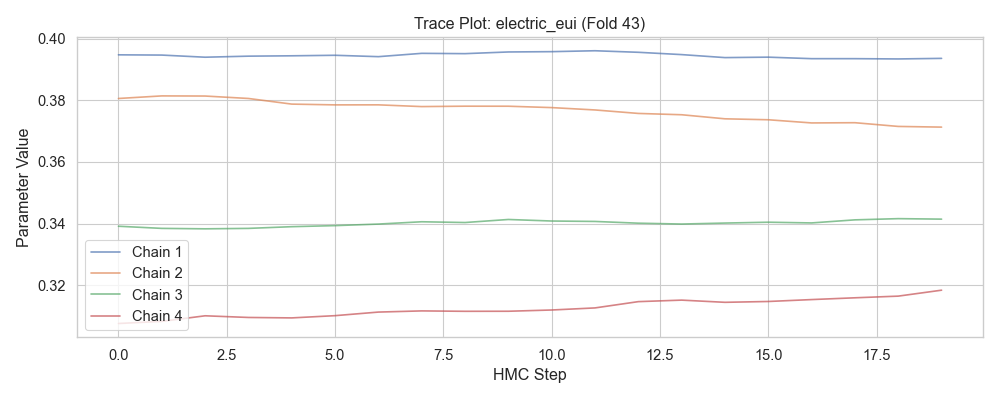 Trace Plot: electric_eui (Fold 43)
Parameter Value
0.40
0.38
0.36
0.34
0.32
Chain 1
Chain 2
Chain 3
Chain 4
0.0 2.5 5.0 7.5 10.0 12.5 15.0 17.5
HMC Step